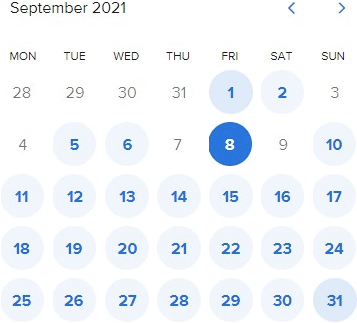 September 2021
MON TUE WED THU FRI SAT SUN
28 29 30 31 1 2 3
4 5 6 7 8 9 10
11 12 13 14 15 16 17
18 19 20 21 22 23 24
25 26 27 28 29 30 31